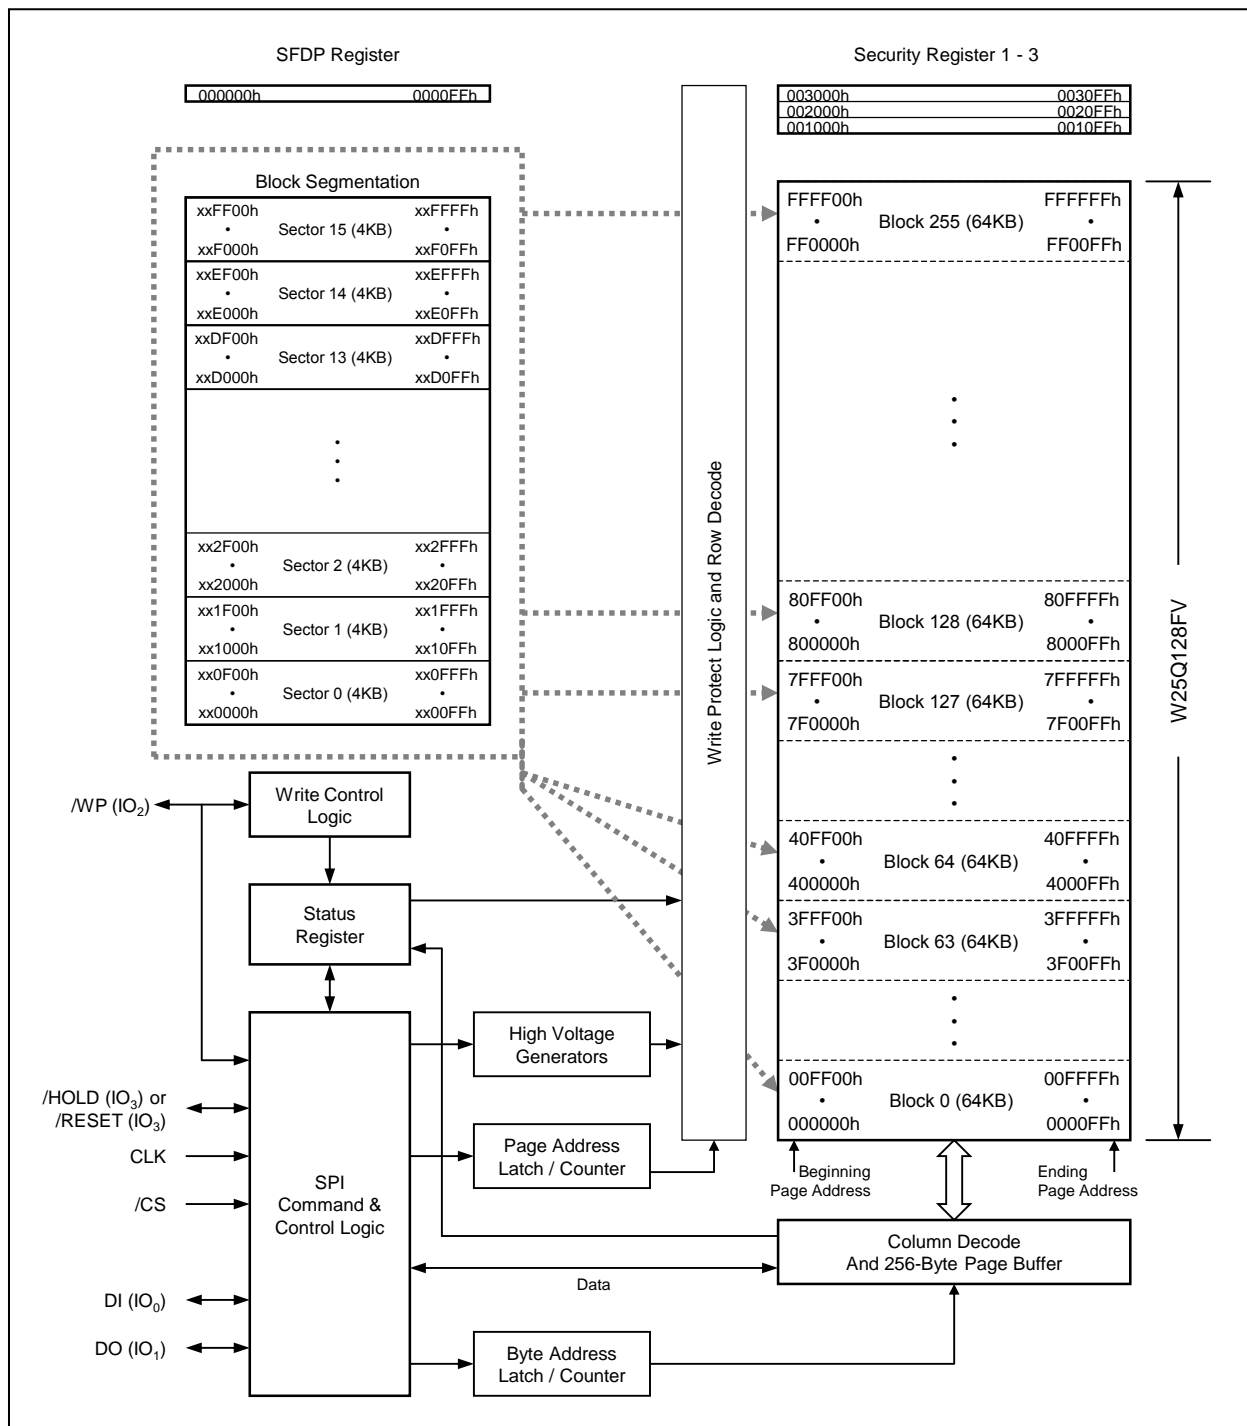 SFDP Register
000000h 0000FFh
Security Register 1 - 3
003000h 0030FFh
002000h 0020FFh
001000h 0010FFh
Block Segmentation
xxFF00h xxFFFFh
• Sector 15 (4KB) •
xxF000h xxF0FFh
xxEF00h xxEFFFh
• Sector 14 (4KB) •
xxE000h xxE0FFh
xxDF00h xxDFFFh
• Sector 13 (4KB) •
xxD000h xxD0FFh
xx2F00h xx2FFFh
• Sector 2 (4KB) •
xx2000h xx20FFh
xx1F00h xx1FFFh
• Sector 1 (4KB) •
xx1000h xx10FFh
xx0F00h xx0FFFh
• Sector 0 (4KB) •
xx0000h xx00FFh
Write Protect Logic and Row Decode
FFFF00h FFFFFFh
• Block 255 (64KB) •
FF0000h FF00FFh
80FF00h 80FFFFh
• Block 128 (64KB) •
800000h 8000FFh
7FFF00h 7FFFFFh
• Block 127 (64KB) •
7F0000h 7F00FFh
40FF00h 40FFFFh
• Block 64 (64KB) •
400000h 4000FFh
3FFF00h 3FFFFFh
• Block 63 (64KB) •
3F0000h 3F00FFh
00FF00h 00FFFFh
• Block 0 (64KB) •
000000h 0000FFh
W25Q128FV
Beginning
Page Address
Ending
Page Address
/WP (IO2)
Write Control
Logic
Status
Register
High Voltage
Generators
/HOLD (IO3) or
/RESET (IO3)
CLK
/CS
SPI
Command &
Control Logic
Page Address
Latch / Counter
Column Decode
And 256-Byte Page Buffer
Data
DI (IO0)
DO (IO1)
Byte Address
Latch / Counter